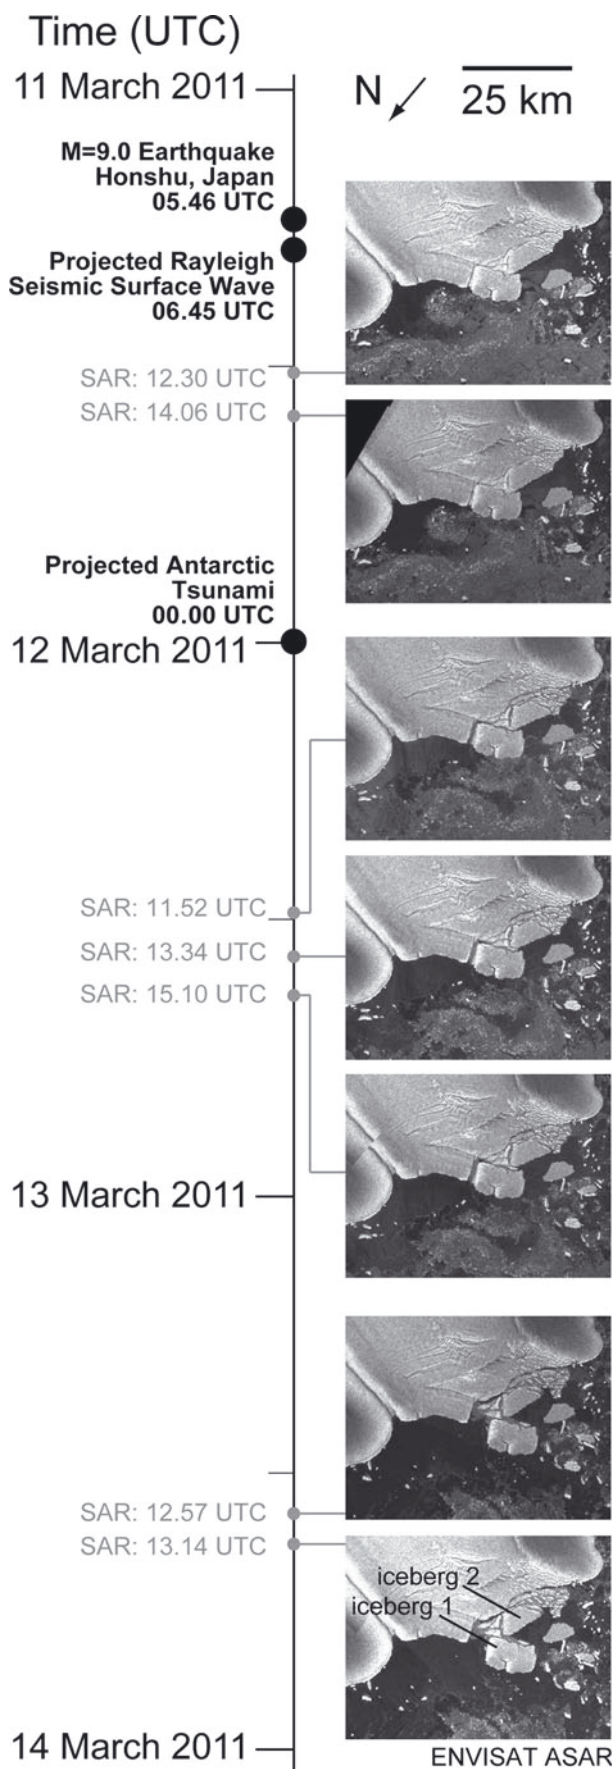 Time (UTC)
11 March 2011
N
25 km
M=9.0 Earthquake
Honshu, Japan
05.46 UTC
Projected Rayleigh
Seismic Surface Wave
06.45 UTC
SAR: 12.30 UTC
SAR: 14.06 UTC
Projected Antarctic
Tsunami
00.00 UTC
12 March 2011
SAR: 11.52 UTC
SAR: 13.34 UTC
SAR: 15.10 UTC
13 March 2011
SAR: 12.57 UTC
SAR: 13.14 UTC
iceberg 2
iceberg 1
14 March 2011
ENVISAT ASAR